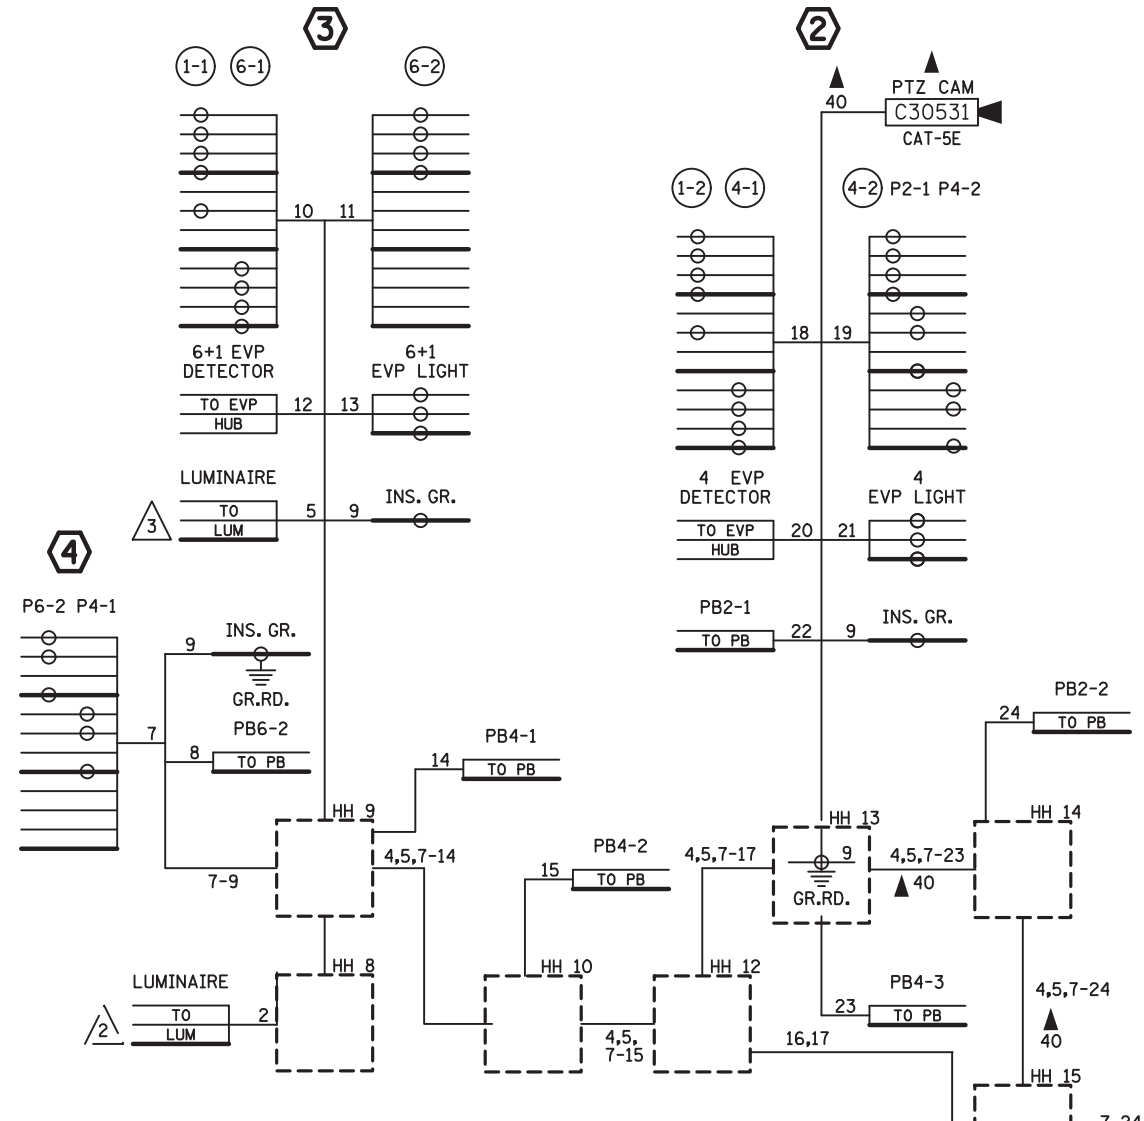 3
2
1-1 6-1 6-2
40
PTZ CAM
C30531
CAT-5E
1-2 4-1 4-2 P2-1 P4-2
10 11
18 19
6+1 EVP
DETECTOR
6+1
EVP LIGHT
TO EVP
HUB
12 13
LUMINAIRE
TO
LUM
3
5 9
INS. GR.
4 EVP
DETECTOR
4
EVP LIGHT
TO EVP
HUB
20 21
PB2-1
TO PB
22 9
INS. GR.
4
P6-2 P4-1
9
INS. GR.
GR.RD.
7
PB6-2
8
TO PB
7-9
PB4-1
14
TO PB
PB2-2
24
TO PB
HH 9
4,5,7-14
PB4-2
15
TO PB
4,5,7-17
HH 13
9
GR.RD.
4,5,7-23
40
HH 14
HH 8
LUMINAIRE
TO
LUM
2
2
HH 10
4,5,
7-15
HH 12
16,17
PB4-3
23
TO PB
4,5,7-24
40
HH 15